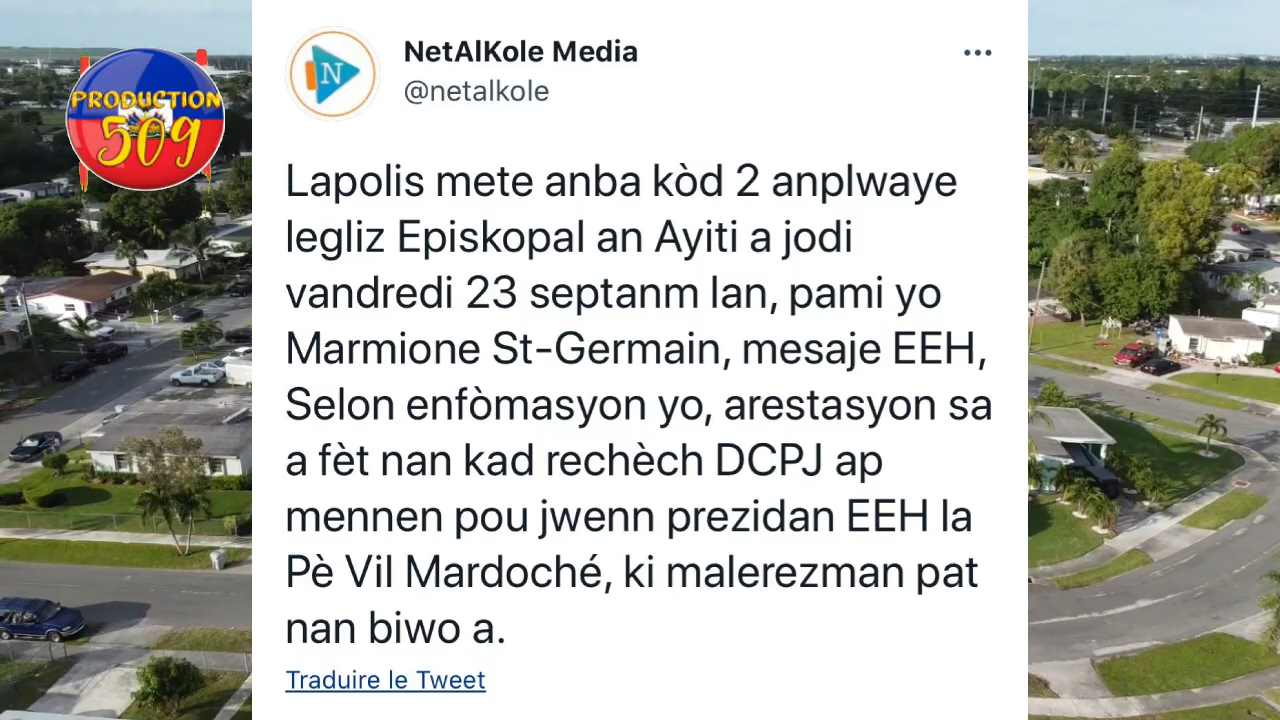 PRODUCTION
509
N
NetAlKole Media
@netalkole
Lapolis mete anba kòd 2 anplwaye
legliz Episkopal an Ayiti a jodi
vandredi 23 septanm lan, pami yo
Marmione St-Germain, mesaje EEH,
Selon enfòmasyon yo, arestasyon sa
a fèt nan kad rechèch DCPJ ap
mennen pou jwenn prezidan EEH la
Pè Vil Mardoché, ki malerezman pat
nan biwo a.
Traduire le Tweet